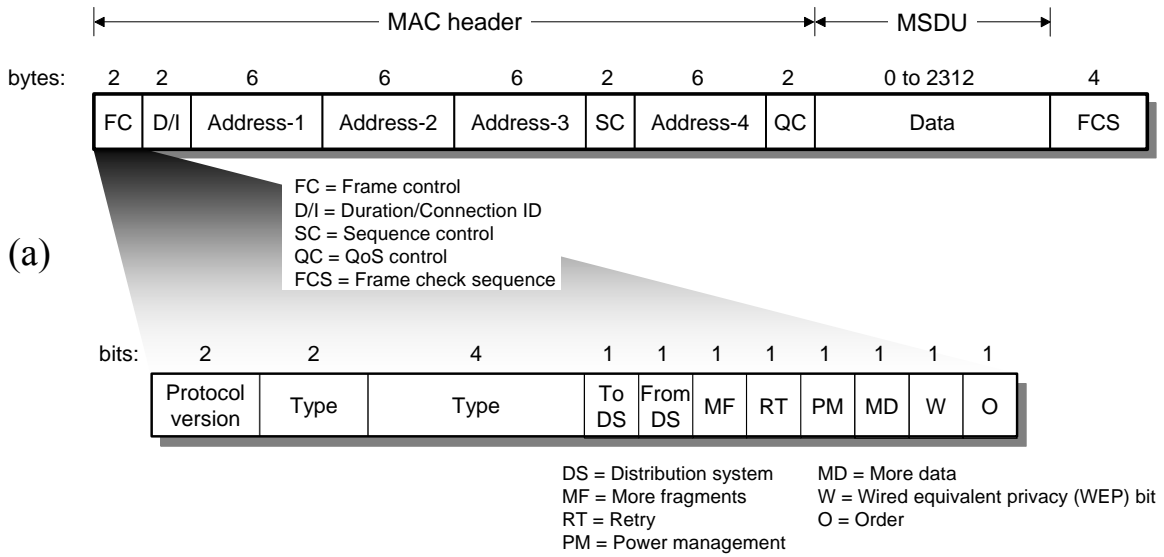 MAC header MSDU
bytes: 2 2 6 6 6 2 6 2 0 to 2312 4
FC D/I Address-1 Address-2 Address-3 SC Address-4 QC Data FCS
FC = Frame control
D/I = Duration/Connection ID
SC = Sequence control
QC = QoS control
FCS = Frame check sequence
(a)
bits: 2 2 4 1 1 1 1 1 1 1 1
Protocol version Type Type To DS From DS MF RT PM MD W O
DS = Distribution system MD = More data
MF = More fragments W = Wired equivalent privacy (WEP) bit
RT = Retry O = Order
PM = Power management